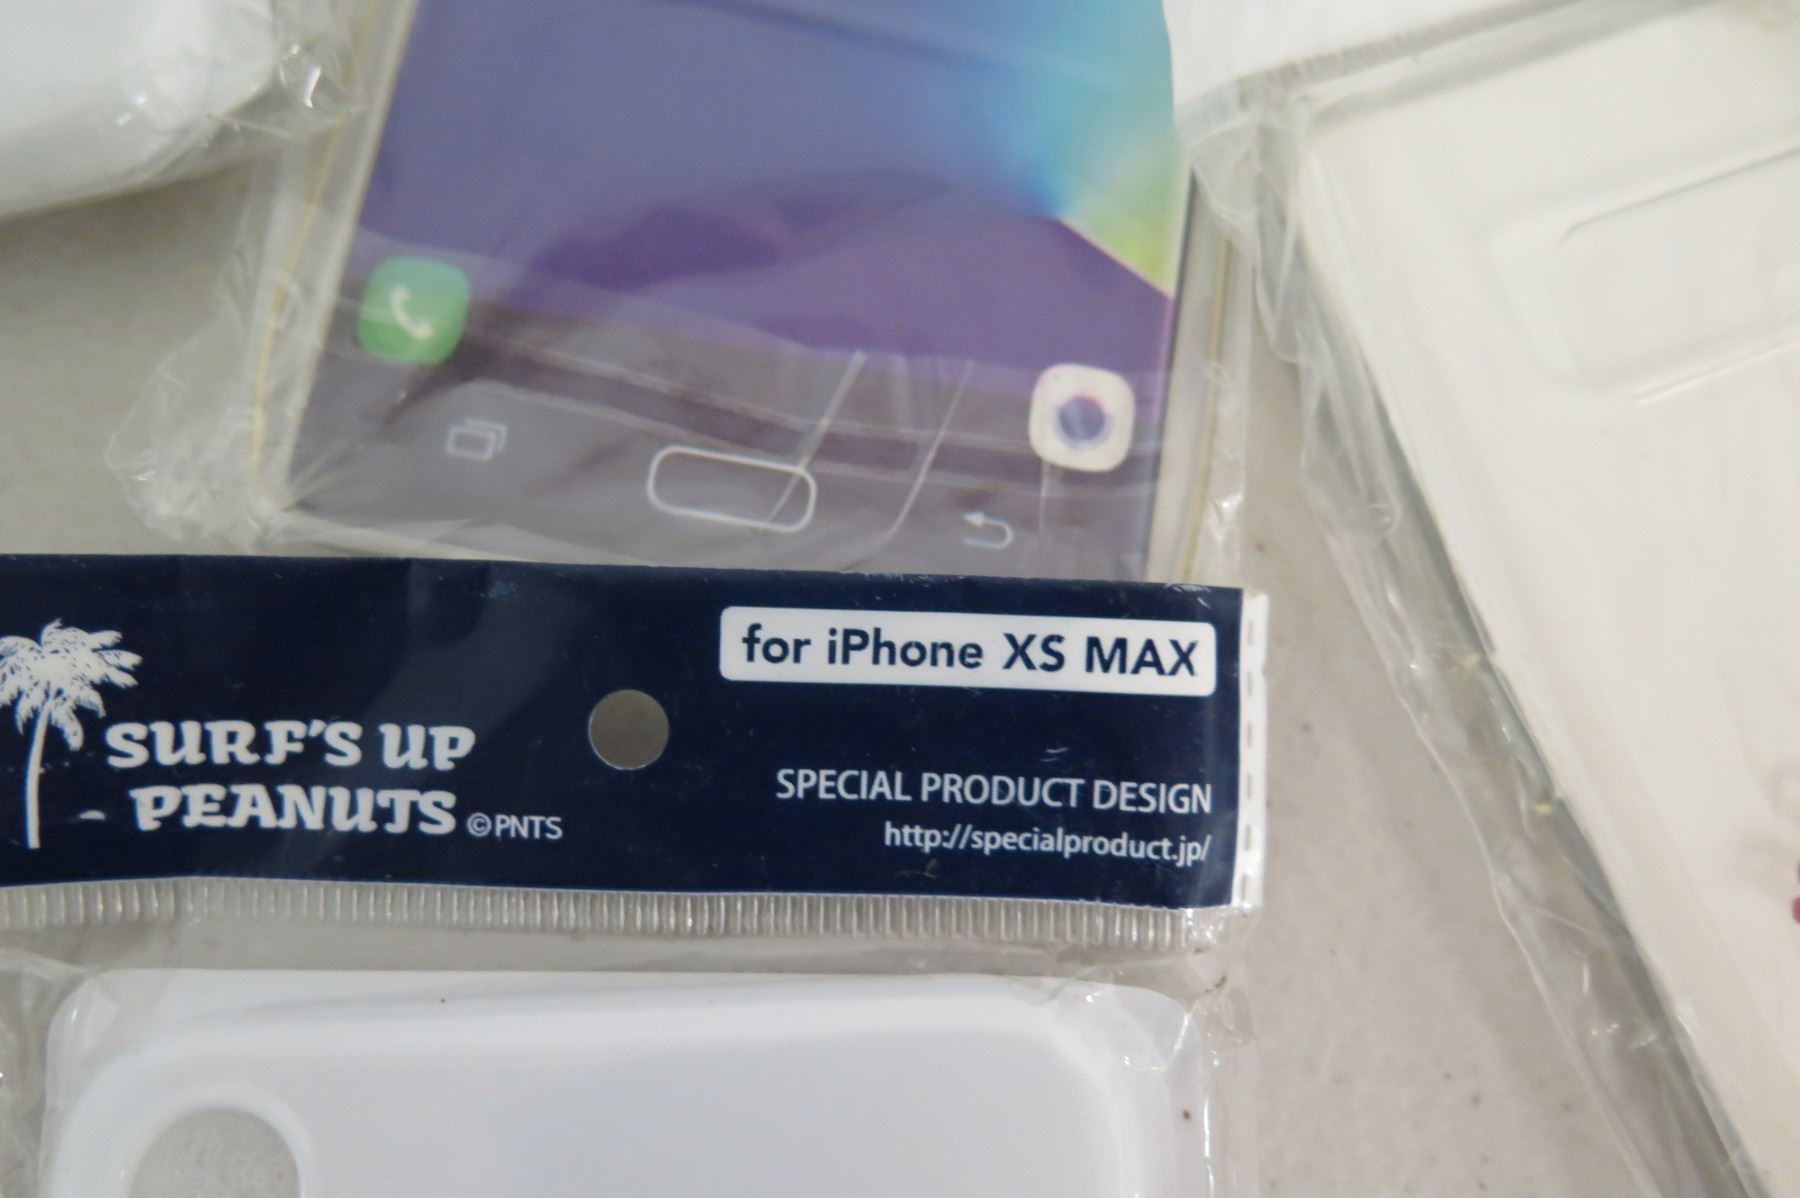 for iPhone XS MAX
SURF'S UP
PEANUTS ©PNTS
SPECIAL PRODUCT DESIGN
http://specialproduct.jp/